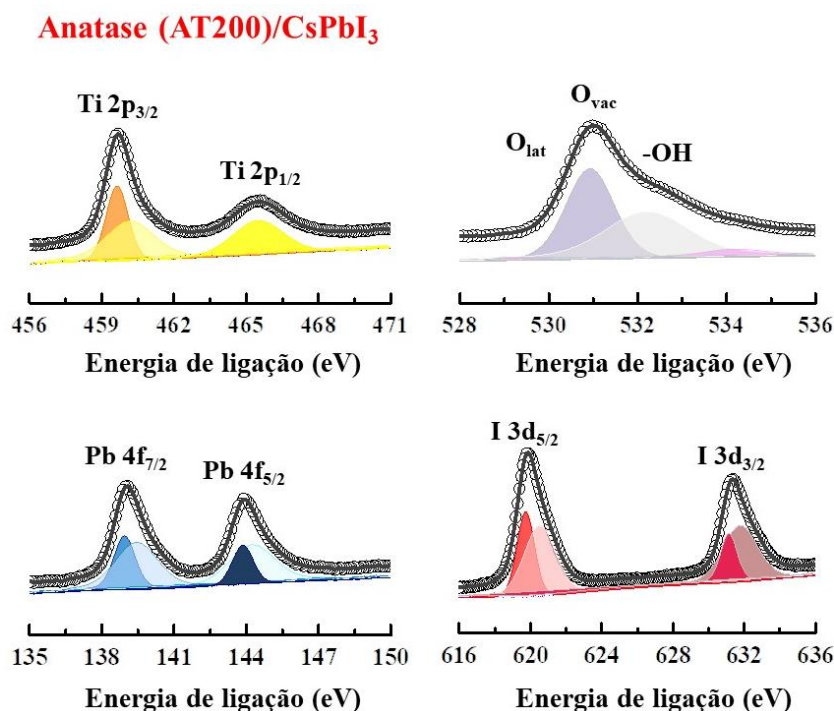 Anatase (AT200)/CsPbI₃
Ti 2p₃/₂
Ti 2p₁/₂
456 459 462 465 468 471
Energia de ligação (eV)
O_lat
O_vac
-OH
528 530 532 534 536
Energia de ligação (eV)
Pb 4f₇/₂
Pb 4f₅/₂
135 138 141 144 147 150
Energia de ligação (eV)
I 3d₅/₂
I 3d₃/₂
616 620 624 628 632 636
Energia de ligação (eV)